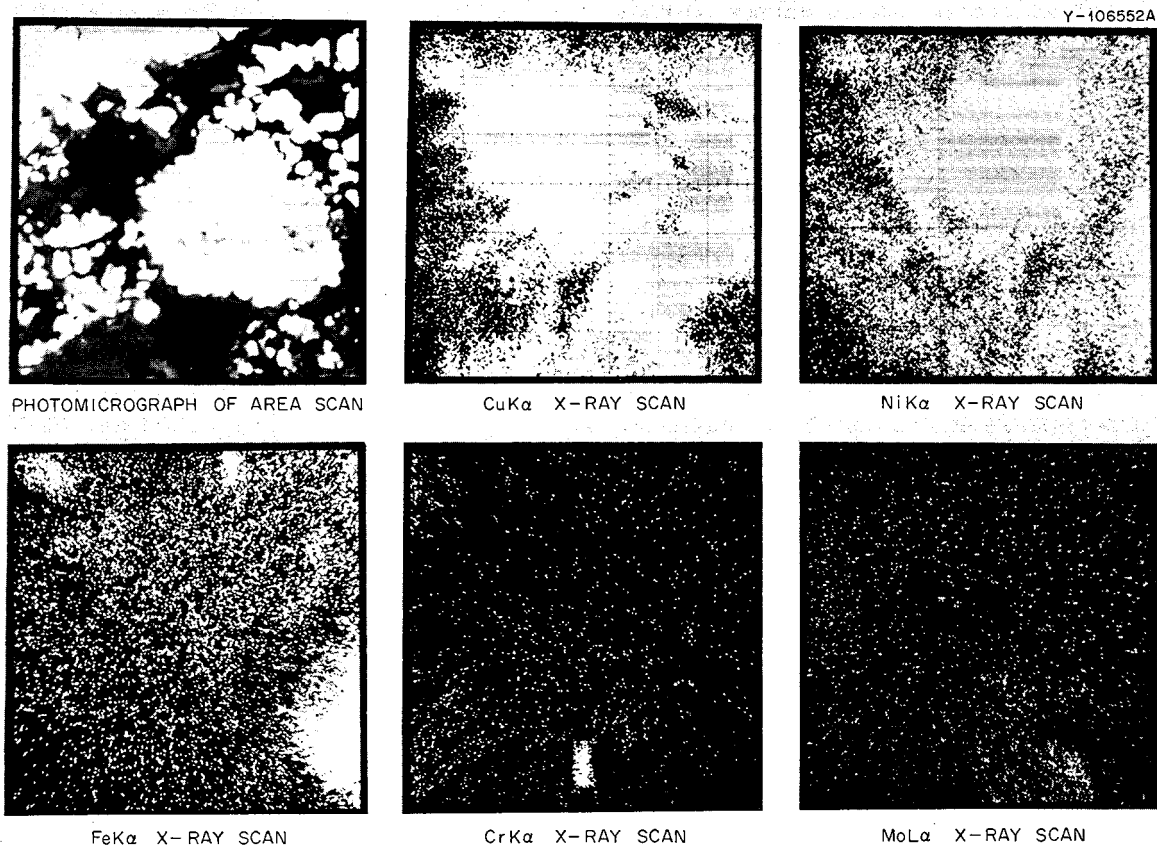 Y-106552A
PHOTOMICROGRAPH OF AREA SCAN
CuKα X-RAY SCAN
NiKα X-RAY SCAN
FeKα X-RAY SCAN
CrKα X-RAY SCAN
MoLα X-RAY SCAN